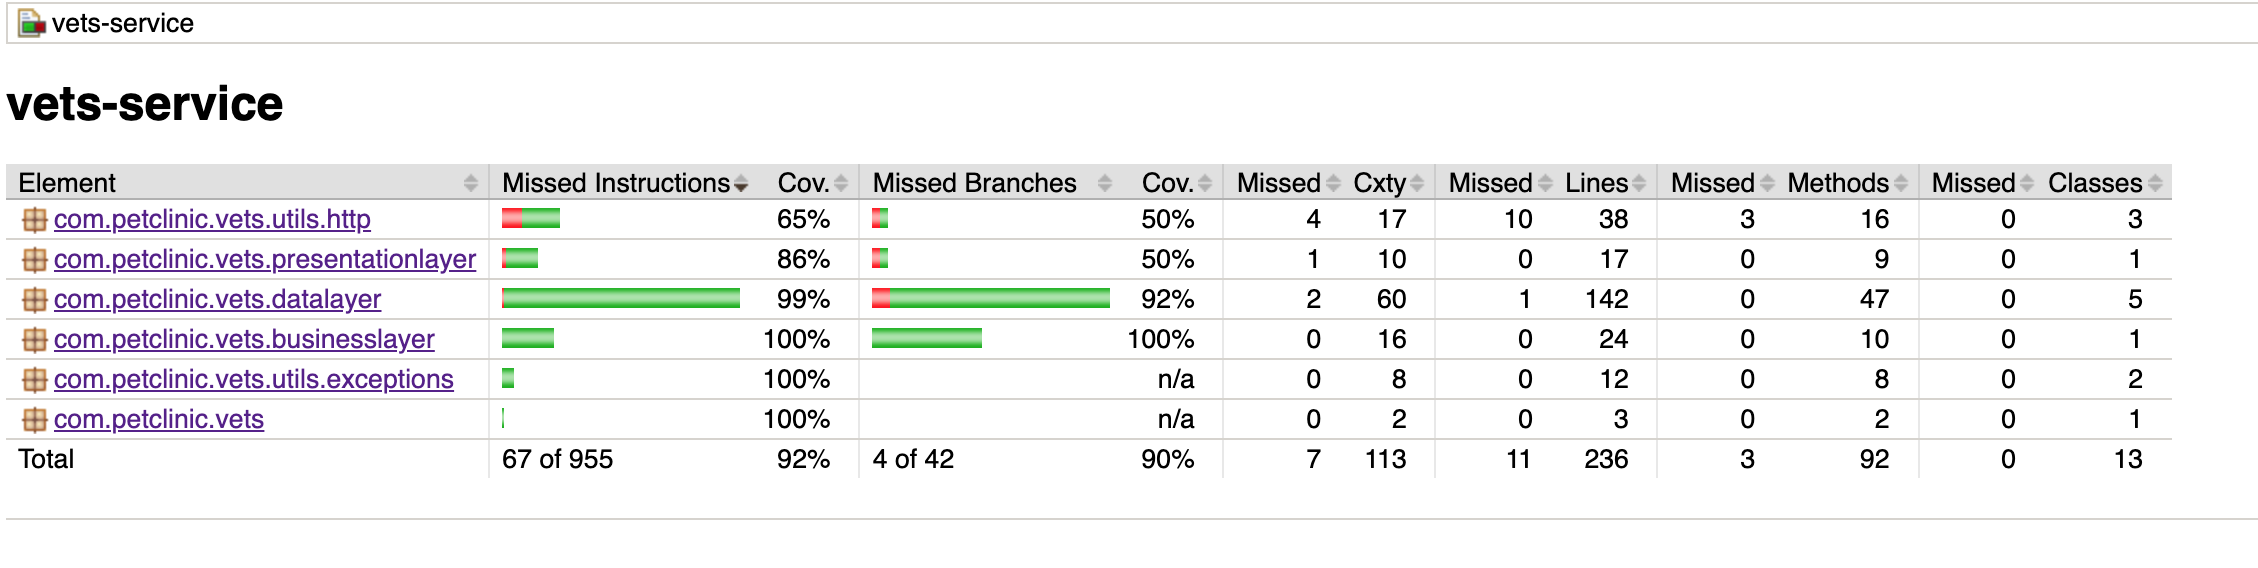 vets-service
vets-service
Element Missed Instructions Cov. Missed Branches Cov. Missed Cxty Missed Lines Missed Methods Missed Classes
com.petclinic.vets.utils.http 65% 50% 4 17 10 38 3 16 0 3
com.petclinic.vets.presentationlayer 86% 50% 1 10 0 17 0 9 0 1
com.petclinic.vets.datalayer 99% 92% 2 60 1 142 0 47 0 5
com.petclinic.vets.businesslayer 100% 100% 0 16 0 24 0 10 0 1
com.petclinic.vets.utils.exceptions 100% n/a 0 8 0 12 0 8 0 2
com.petclinic.vets 100% n/a 0 2 0 3 0 2 0 1
Total 67 of 955 92% 4 of 42 90% 7 113 11 236 3 92 0 13